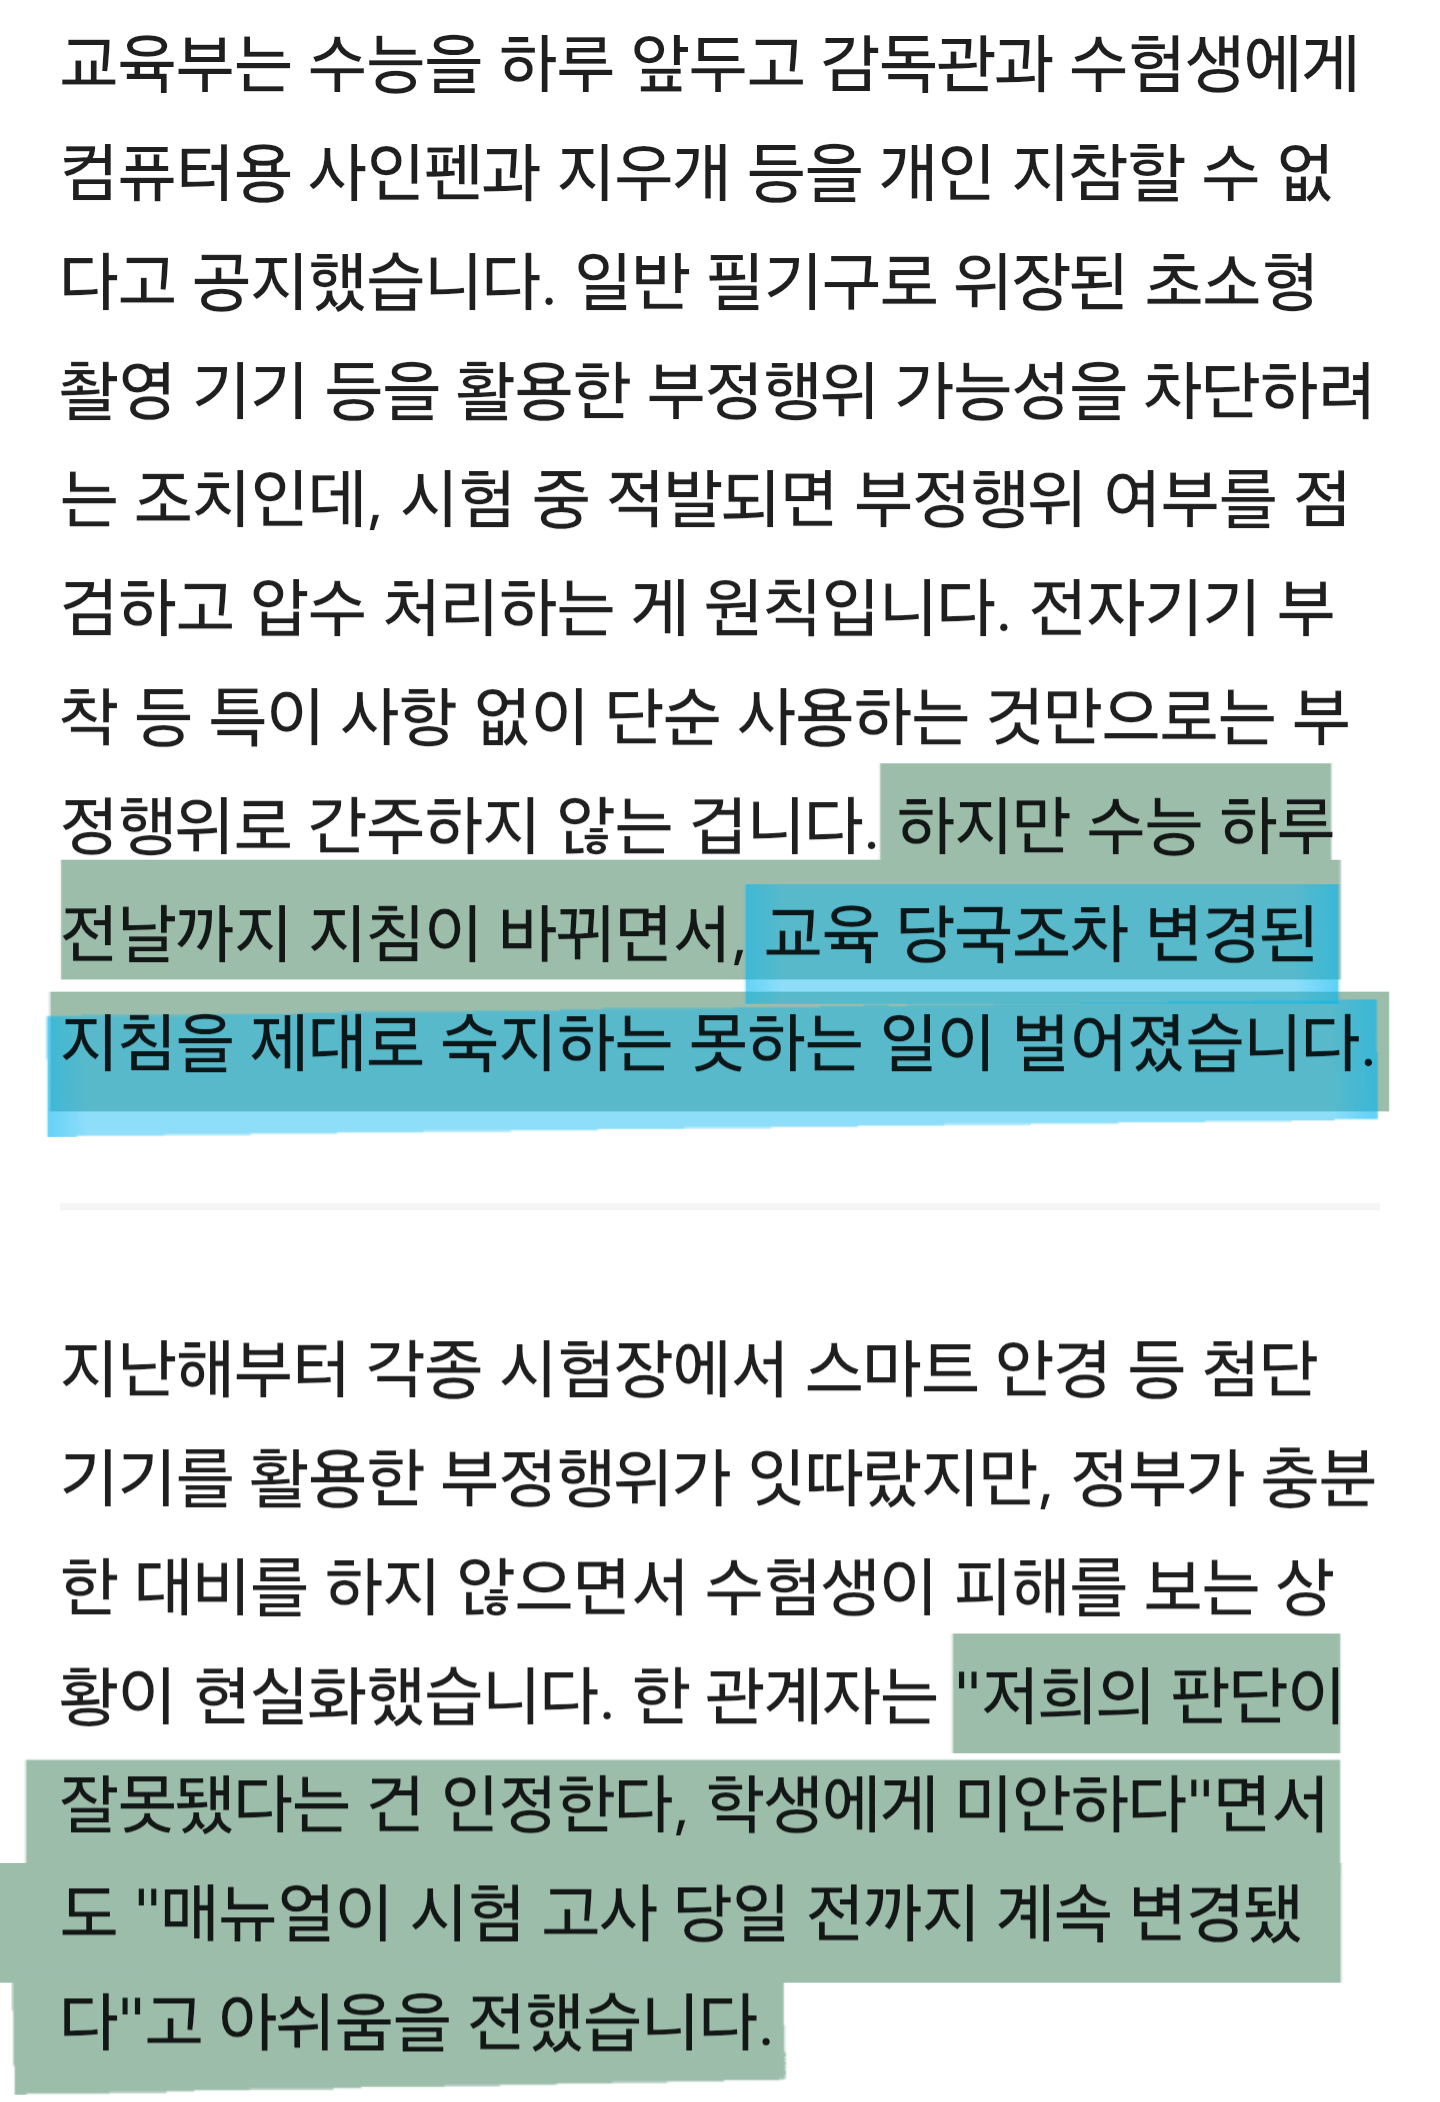 교육부는 수능을 하루 앞두고 감독관과 수험생에게
컴퓨터용 사인펜과 지우개 등을 개인 지참할 수 없
다고 공지했습니다. 일반 필기구로 위장된 초소형
촬영 기기 등을 활용한 부정행위 가능성을 차단하려
는 조치인데, 시험 중 적발되면 부정행위 여부를 점
검하고 압수 처리하는 게 원칙입니다. 전자기기 부
착 등 특이 사항 없이 단순 사용하는 것만으로는 부
정행위로 간주하지 않는 겁니다. 하지만 수능 하루
전날까지 지침이 바뀌면서, 교육 당국조차 변경된
지침을 제대로 숙지하는 못하는 일이 벌어졌습니다.
지난해부터 각종 시험장에서 스마트 안경 등 첨단
기기를 활용한 부정행위가 잇따랐지만, 정부가 충분
한 대비를 하지 않으면서 수험생이 피해를 보는 상
황이 현실화했습니다. 한 관계자는 "저희의 판단이
잘못됐다는 건 인정한다, 학생에게 미안하다"면서
도 "매뉴얼이 시험 고사 당일 전까지 계속 변경됐
다"고 아쉬움을 전했습니다.